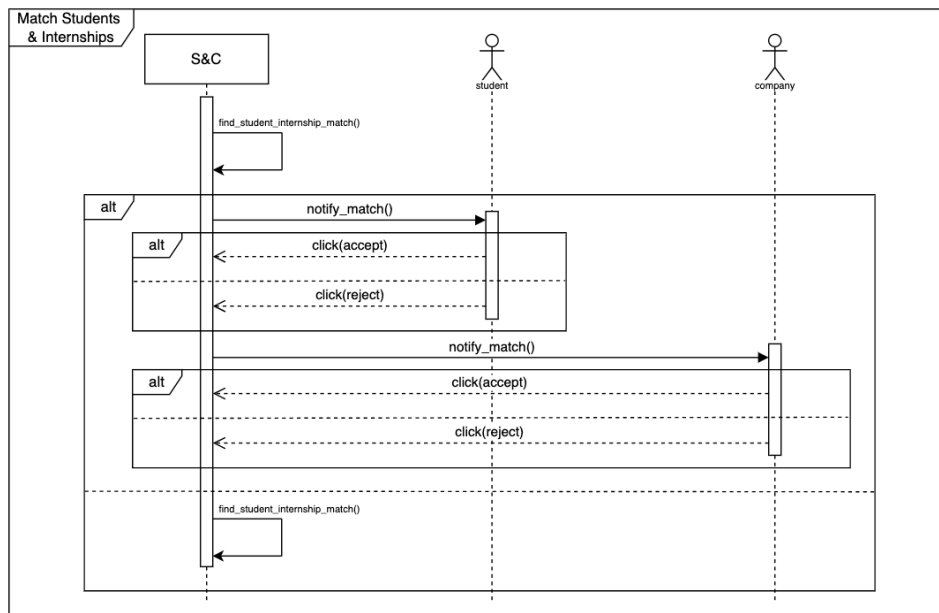 Match Students
& Internships
S&C
student
company
find_student_internship_match()
alt
notify_match()
alt
click(accept)
click(reject)
notify_match()
alt
click(accept)
click(reject)
find_student_internship_match()